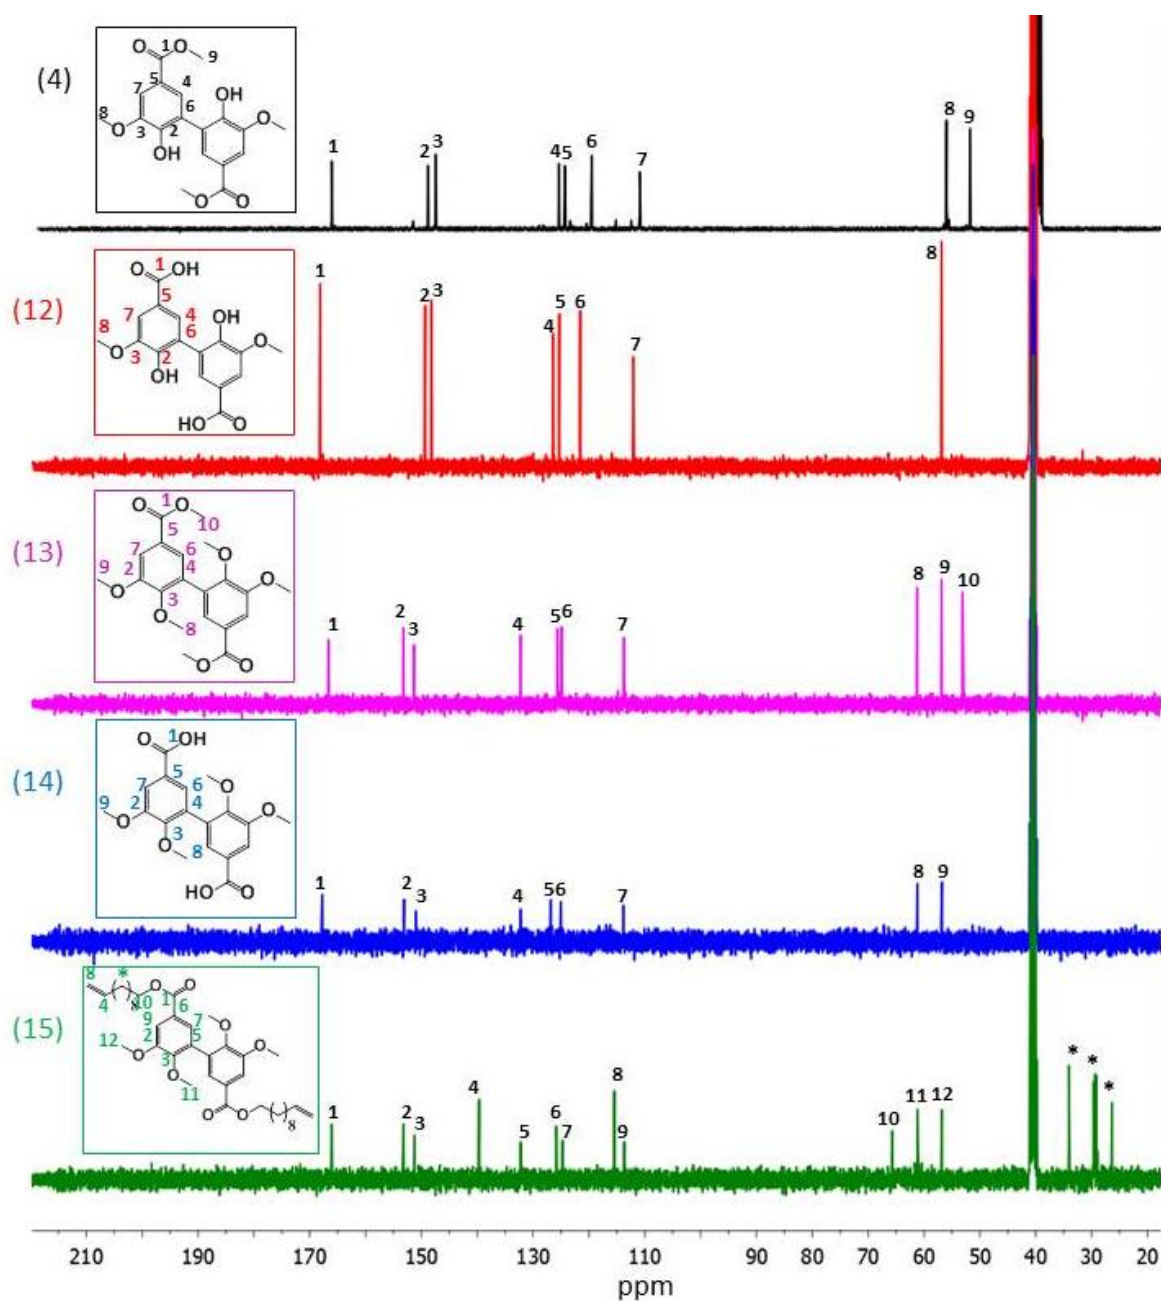 (4)
O 1 O 9
5 4
7 OH
6
8 O
O 3 2
OH
O O
1 2 3 4 5 6 7 8 9
(12)
1
O OH
5
7 4 OH
8 6 O
O 3 2
OH
HO O
1 2 3 4 5 6 7 8
(13)
1
O O
5 10
7 6 O
9 2 4 O
O 3
O 8
O O
1 2 3 4 5 6 7 8 9 10
(14)
1
O OH
5
7 6 O
9 2 4 O
O 3
O 8
HO O
1 2 3 4 5 6 7 8 9
(15)
8 * O O
4 8 10 1 6
9 7 O
12 2 5 O
O 3
O 11
O O 8
1 2 3 4 5 6 7 8 9 10 11 12 * * *
210 190 170 150 130 110 90 80 70 60 50 40 30 20
ppm